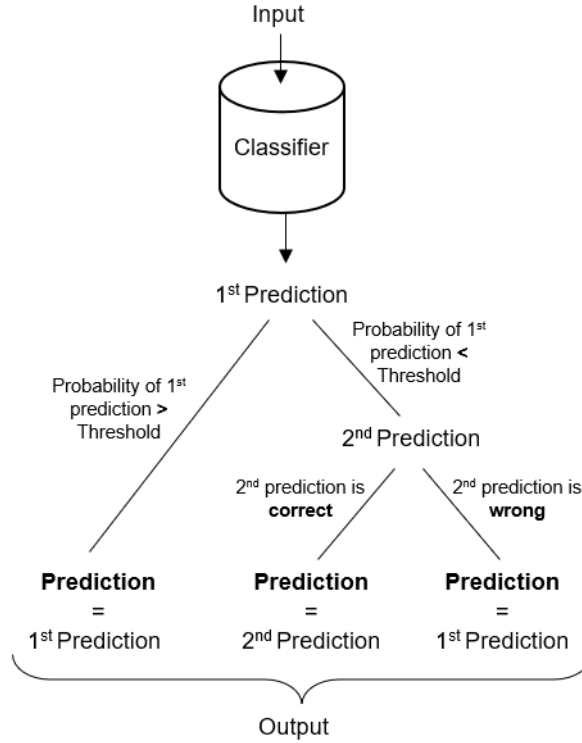 Input
Classifier
1st Prediction
Probability of 1st
prediction >
Threshold
Probability of 1st
prediction <
Threshold
2nd Prediction
2nd prediction is
correct
2nd prediction is
wrong
Prediction
=
1st Prediction
Prediction
=
2nd Prediction
Prediction
=
1st Prediction
Output